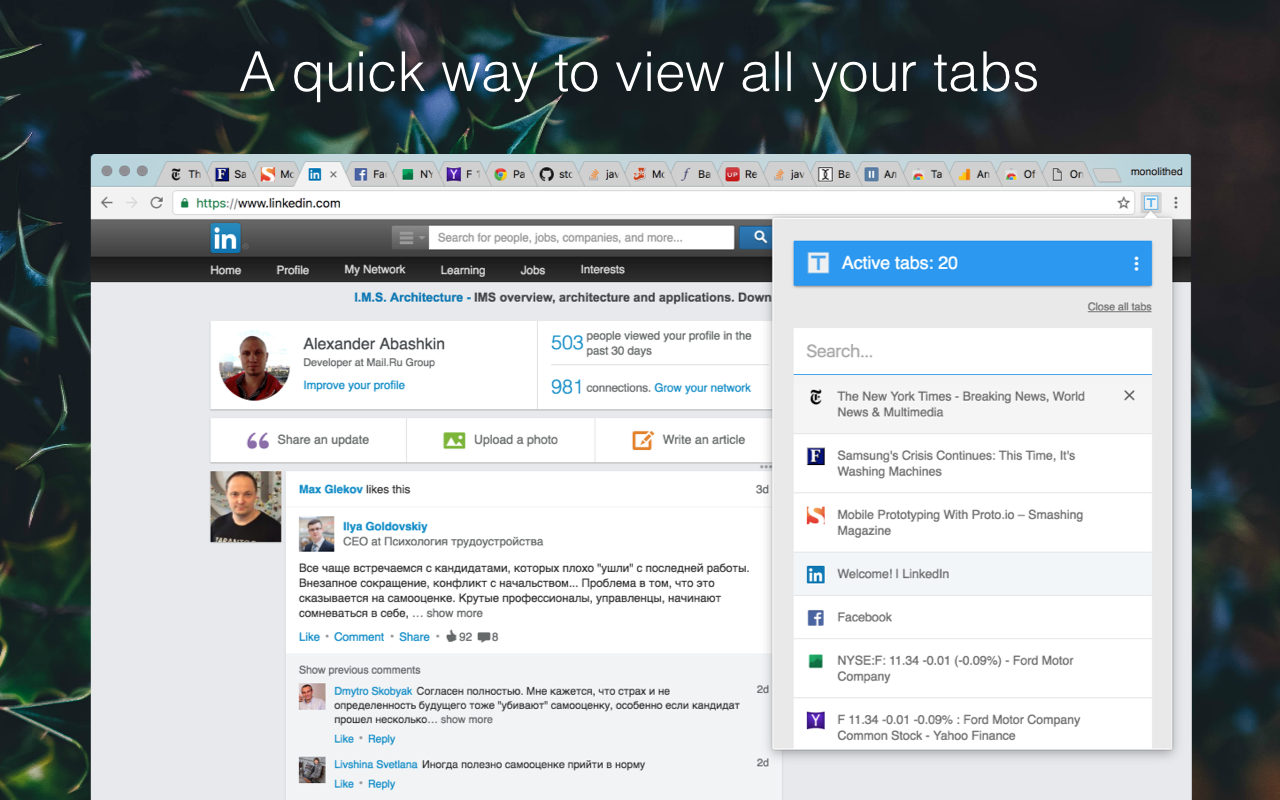 A quick way to view all your tabs
Th
Sa
Mo
Fac
NY
F 1
Pa
sto
jav
Mo
Ba
Re
jav
Ba
Ал
Ta
An
Of
On
monolithed
https://www.linkedin.com
in
Search for people, jobs, companies, and more...
Home
Profile
My Network
Learning
Jobs
Interests
I.M.S. Architecture - IMS overview, architecture and applications. Down
Alexander Abashkin
Developer at Mail.Ru Group
Improve your profile
503 people viewed your profile in the
past 30 days
981 connections. Grow your network
Share an update
Upload a photo
Write an article
Max Glekov likes this
3d
Ilya Goldovskiy
CEO at Психология трудоустройства
Все чаще встречаемся с кандидатами, которых плохо "ушли" с последней работы.
Внезапное сокращение, конфликт с начальством... Проблема в том, что это
сказывается на самооценке. Крутые профессионалы, управленцы, начинают
сомневаться в себе, … show more
Like • Comment • Share • 92 8
Show previous comments
Dmytro Skobyak Согласен полностью. Мне кажется, что страх и не
2d
определенность будущего тоже "убивают" самооценку, особенно если кандидат
прошел несколько… show more
Like • Reply
Livshina Svetlana Иногда полезно самооценке прийти в норму
2d
Like • Reply
T
Active tabs: 20
Close all tabs
Search...
The New York Times - Breaking News, World
News & Multimedia
Samsung's Crisis Continues: This Time, It's
Washing Machines
Mobile Prototyping With Proto.io – Smashing
Magazine
Welcome! | LinkedIn
Facebook
NYSE:F: 11.34 -0.01 (-0.09%) - Ford Motor
Company
F 11.34 -0.01 -0.09% : Ford Motor Company
Common Stock - Yahoo Finance